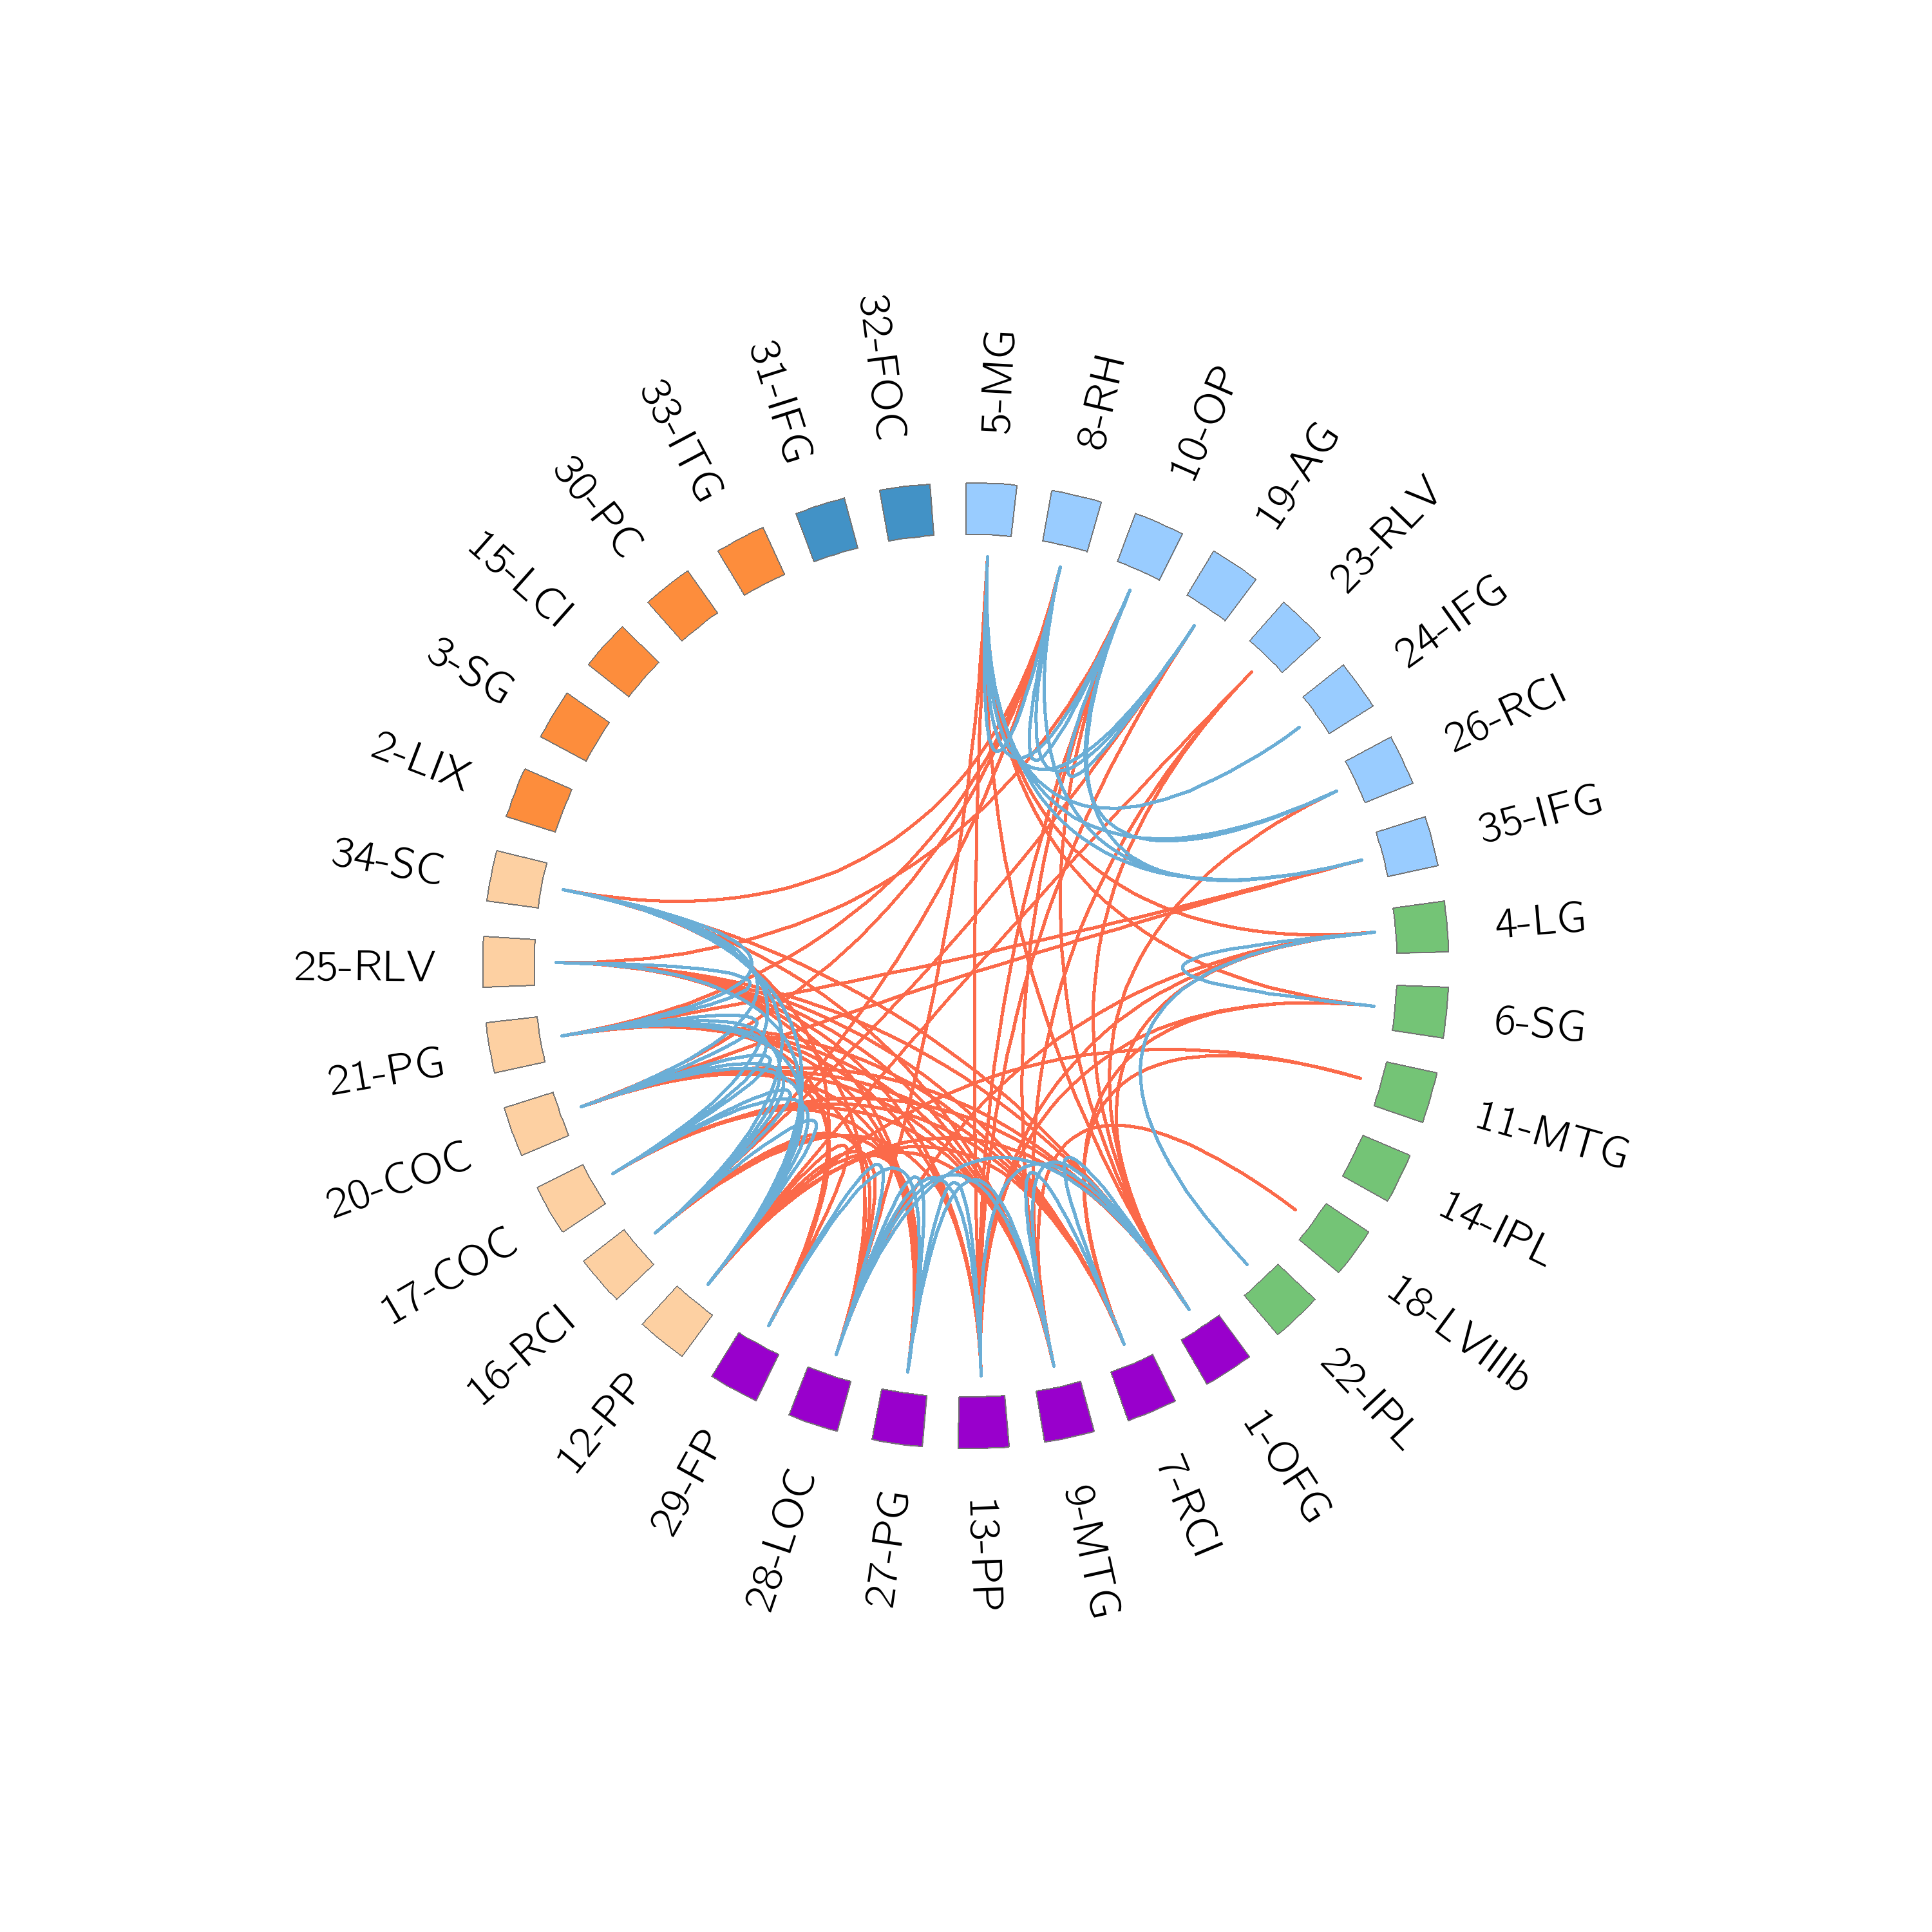 5-MG
8-RH
10-OP
19-AG
23-RLV
24-IFG
26-RCI
35-IFG
4-LG
6-SG
11-MTG
14-IPL
18-LVIIIb
22-IPL
1-OFG
7-RCI
9-MTG
13-PP
27-PG
28-LOC
29-FP
12-PP
16-RCI
17-COC
20-COC
21-PG
25-RLV
34-SC
2-LIX
3-SG
15-LCI
30-PC
33-ITG
31-IFG
32-FOC